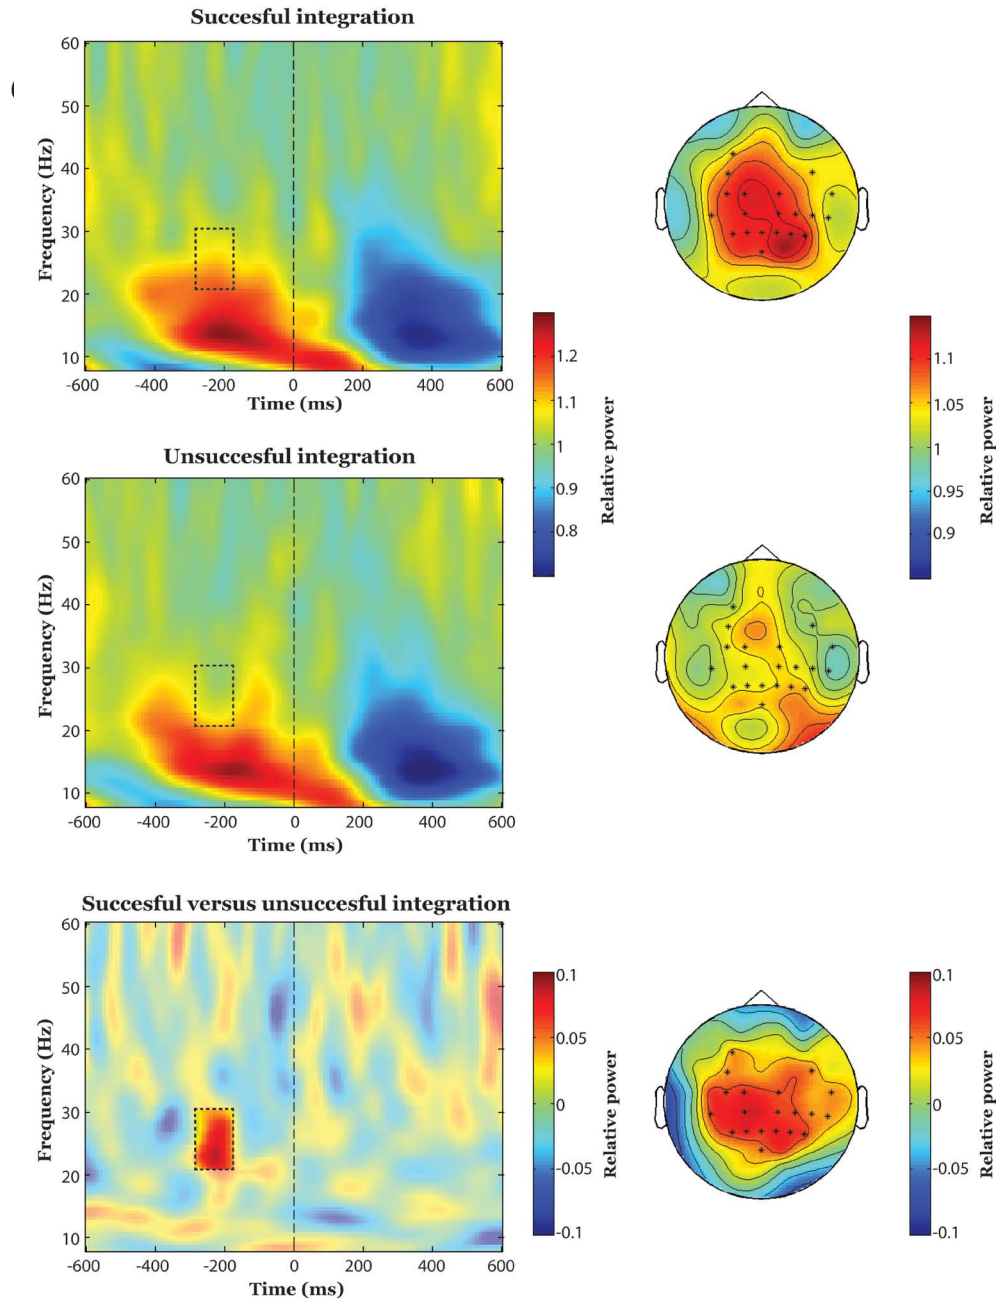 Succesful integration
60
50
40
30
20
10
Frequency (Hz)
-600 -400 -200 0 200 400 600
Time (ms)
1.2
1.1
1
0.9
0.8
Relative power
1.1
1.05
1
0.95
0.9
Relative power
Unsuccesful integration
60
50
40
30
20
10
Frequency (Hz)
-600 -400 -200 0 200 400 600
Time (ms)
Succesful versus unsuccesful integration
60
50
40
30
20
10
Frequency (Hz)
-600 -400 -200 0 200 400 600
Time (ms)
0.1
0.05
0
-0.05
-0.1
Relative power
0.1
0.05
0
-0.05
-0.1
Relative power